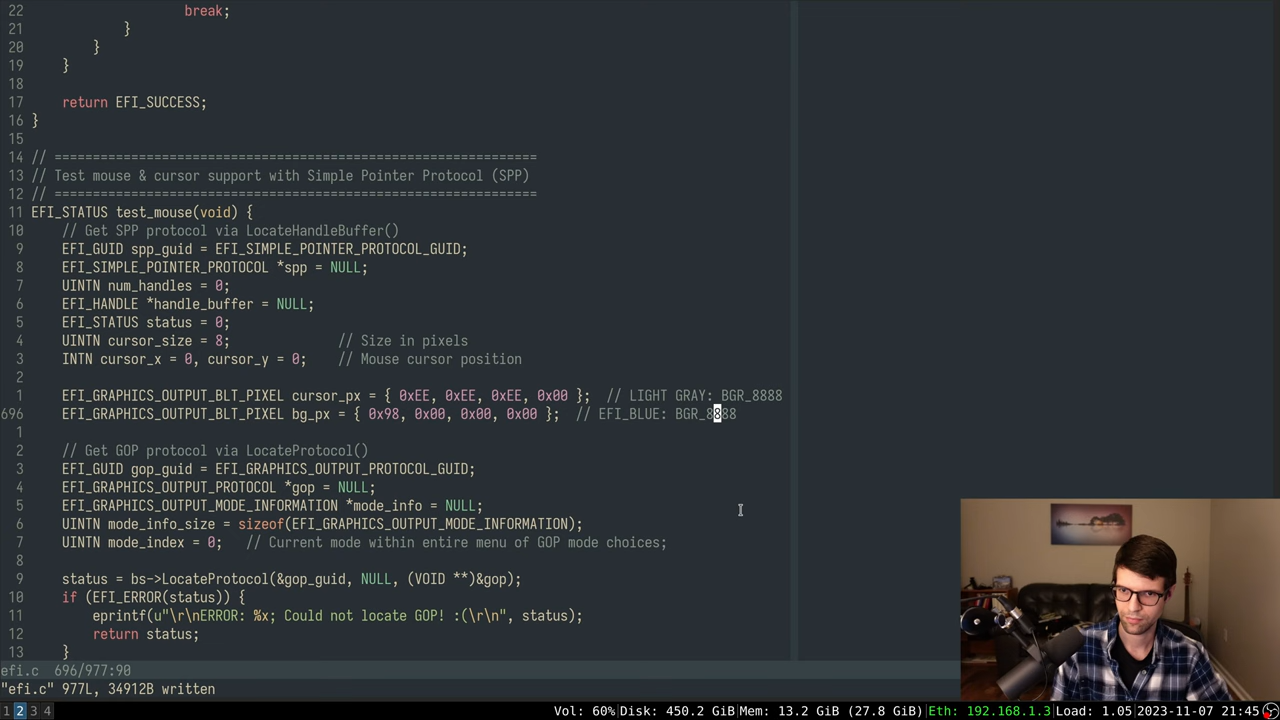 22                     break;
21             }
20         }
19     }
18
17     return EFI_SUCCESS;
16 }
15
14 // ===============================================================
13 // Test mouse & cursor support with Simple Pointer Protocol (SPP)
12 // ===============================================================
11 EFI_STATUS test_mouse(void) {
10     // Get SPP protocol via LocateHandleBuffer()
9     EFI_GUID spp_guid = EFI_SIMPLE_POINTER_PROTOCOL_GUID;
8     EFI_SIMPLE_POINTER_PROTOCOL *spp = NULL;
7     UINTN num_handles = 0;
6     EFI_HANDLE *handle_buffer = NULL;
5     EFI_STATUS status = 0;
4     UINTN cursor_size = 8;              // Size in pixels
3     INTN cursor_x = 0, cursor_y = 0;    // Mouse cursor position
2
1     EFI_GRAPHICS_OUTPUT_BLT_PIXEL cursor_px = { 0xEE, 0xEE, 0xEE, 0x00 };  // LIGHT GRAY: BGR_8888
696     EFI_GRAPHICS_OUTPUT_BLT_PIXEL bg_px = { 0x98, 0x00, 0x00, 0x00 };  // EFI_BLUE: BGR_8888
1
2     // Get GOP protocol via LocateProtocol()
3     EFI_GUID gop_guid = EFI_GRAPHICS_OUTPUT_PROTOCOL_GUID;
4     EFI_GRAPHICS_OUTPUT_PROTOCOL *gop = NULL;
5     EFI_GRAPHICS_OUTPUT_MODE_INFORMATION *mode_info = NULL;
6     UINTN mode_info_size = sizeof(EFI_GRAPHICS_OUTPUT_MODE_INFORMATION);
7     UINTN mode_index = 0;   // Current mode within entire menu of GOP mode choices;
8
9     status = bs->LocateProtocol(&gop_guid, NULL, (VOID **)&gop);
10     if (EFI_ERROR(status)) {
11         eprintf(u"\r\nERROR: %x; Could not locate GOP! :(\r\n", status);
12         return status;
13     }
efi.c  696/977:90
"efi.c" 977L, 34912B written
1 2 3 4 Vol: 60%|Disk: 450.2 GiB|Mem: 13.2 GiB (27.8 GiB)|Eth: 192.168.1.3|Load: 1.05|2023-11-07 21:45